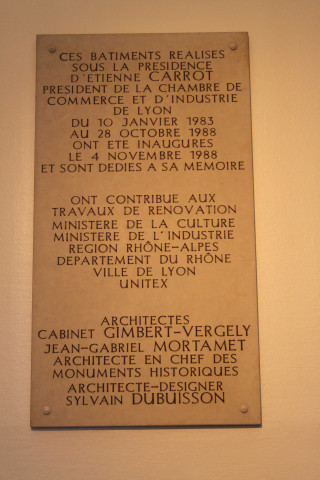 CES BATIMENTS REALISES
SOUS LA PRESIDENCE
D'ETIENNE CARROT
PRESIDENT DE LA CHAMBRE DE
COMMERCE ET D'INDUSTRIE
DE LYON
DU 10 JANVIER 1983
AU 28 OCTOBRE 1988
ONT ETE INAUGURES
LE 4 NOVEMBRE 1988
ET SONT DEDIES A SA MEMOIRE
ONT CONTRIBUE AUX
TRAVAUX DE RENOVATION
MINISTERE DE LA CULTURE
MINISTERE DE L'INDUSTRIE
REGION RHÔNE-ALPES
DEPARTEMENT DU RHÔNE
VILLE DE LYON
UNITEX
ARCHITECTES
CABINET GIMBERT-VERGELY
JEAN-GABRIEL MORTAMET
ARCHITECTE EN CHEF DES
MONUMENTS HISTORIQUES
ARCHITECTE-DESIGNER
SYLVAIN DUBUISSON